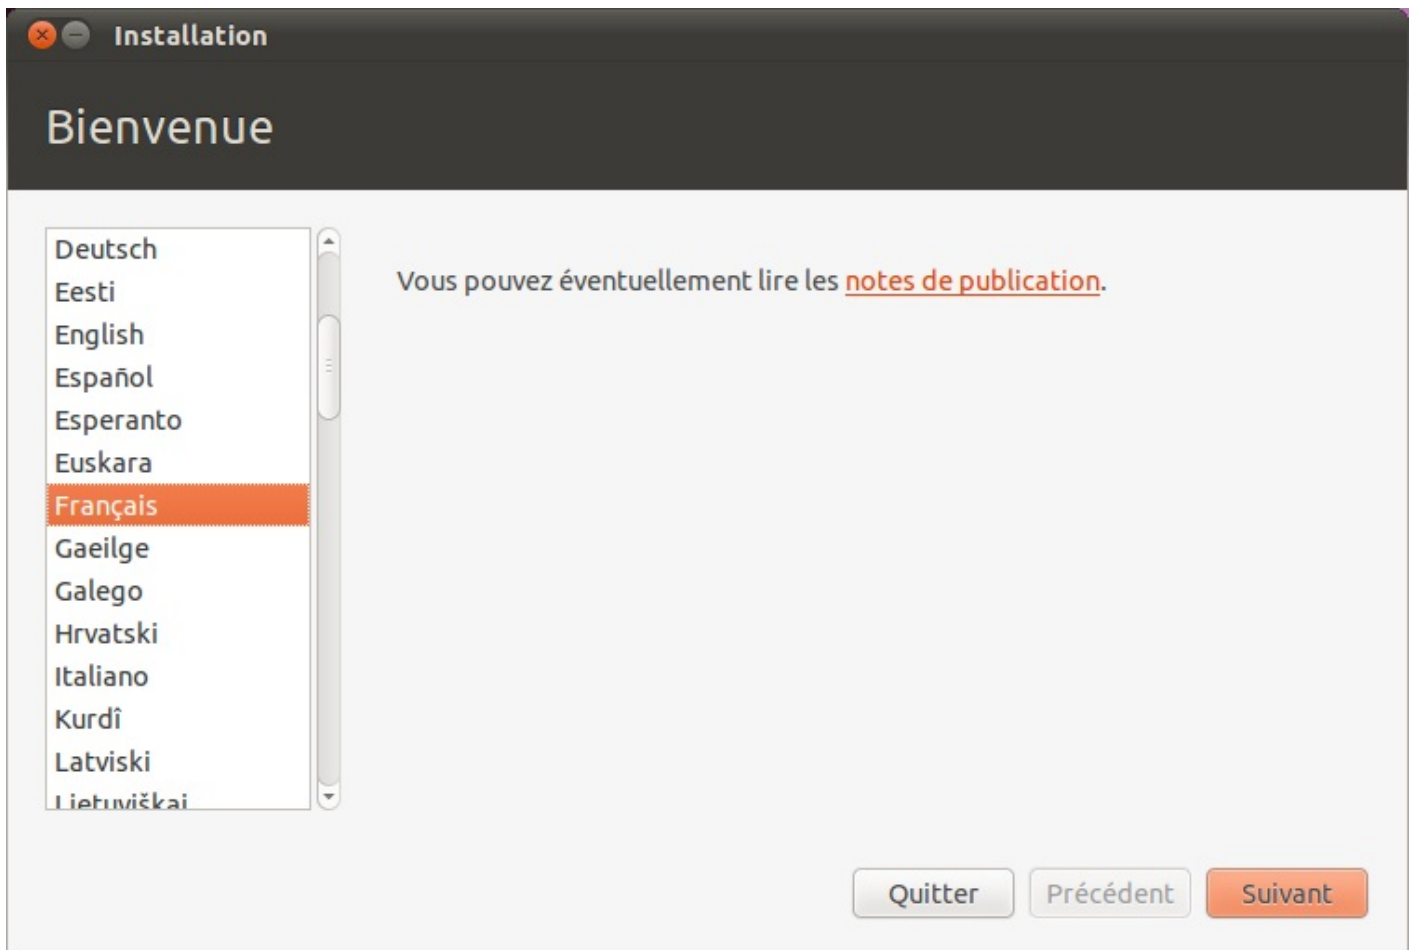 Installation
Bienvenue
Deutsch
Eesti
English
Español
Esperanto
Euskara
Français
Gaeilge
Galego
Hrvatski
Italiano
Kurdî
Latviski
Lietuviškai
Vous pouvez éventuellement lire les notes de publication.
Quitter
Précédent
Suivant